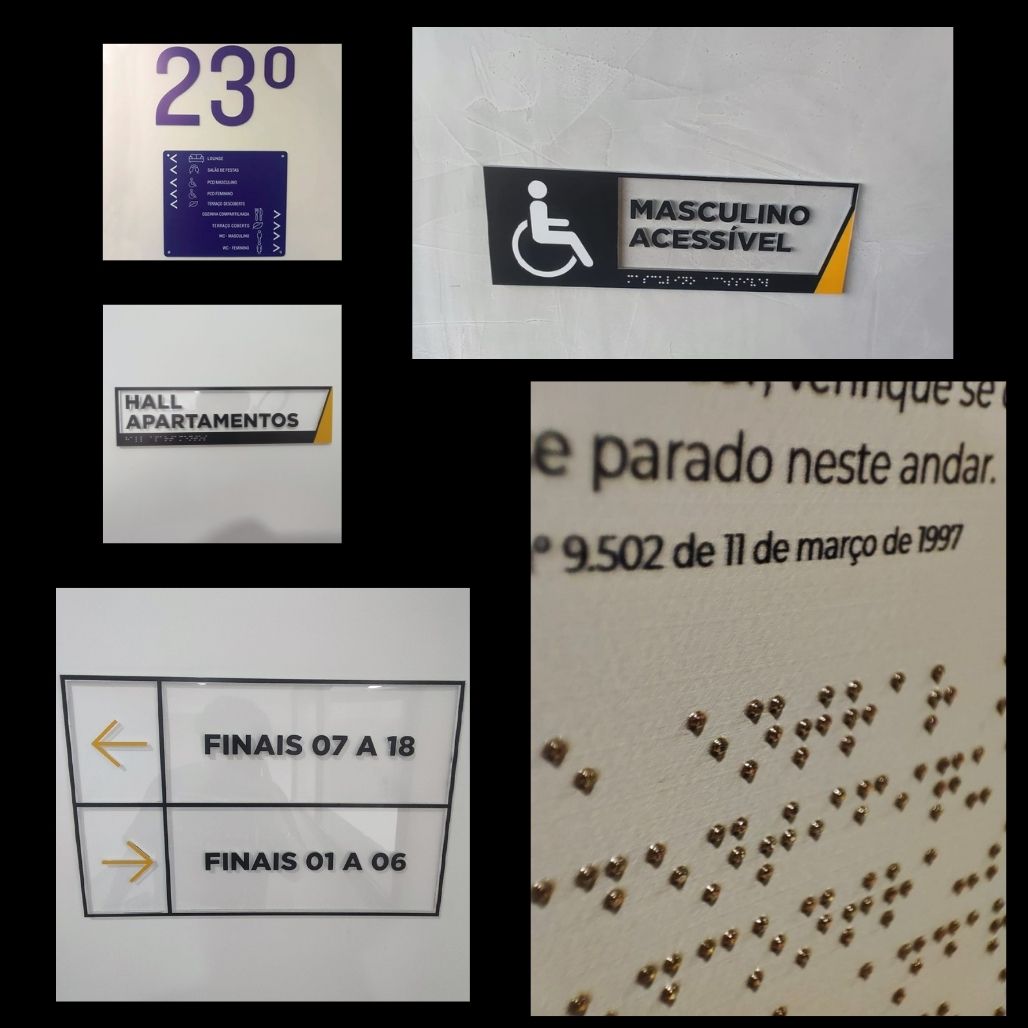 23º
LOUNGE
SALÃO DE FESTAS
PCD MASCULINO
PCD FEMININO
TERRAÇO DESCOBERTO
COZINHA COMPARTILHADA
TERRAÇO COBERTO
WC - MASCULINO
WC - FEMININO
MASCULINO
ACESSÍVEL
HALL
APARTAMENTOS
verifique se
e parado neste andar.
º 9.502 de 11 de março de 1997
FINAIS 07 A 18
FINAIS 01 A 06